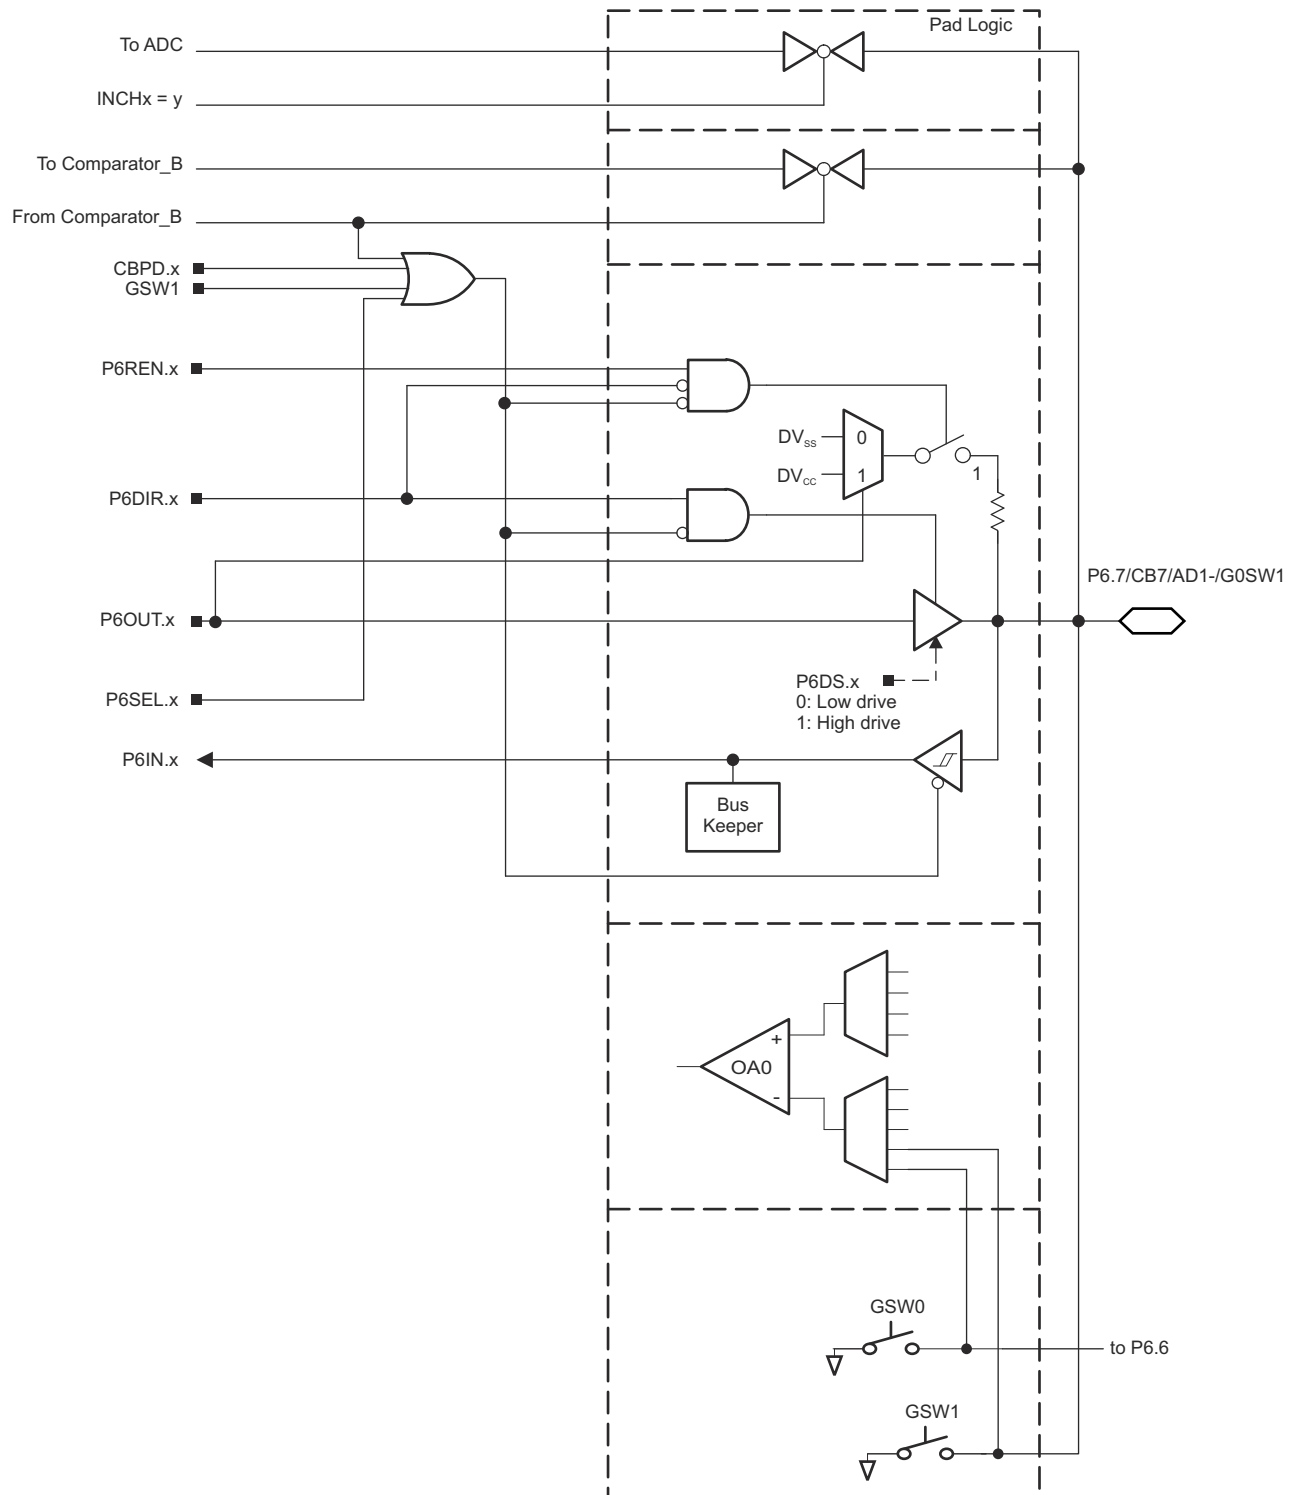 Pad Logic
To ADC
INCHx = y
To Comparator_B
From Comparator_B
CBPD.x
GSW1
P6REN.x
DVSS
0
DVCC
1
1
P6DIR.x
P6.7/CB7/AD1-/G0SW1
P6OUT.x
P6DS.x
0: Low drive
1: High drive
P6SEL.x
P6IN.x
Bus
Keeper
+
OA0
-
GSW0
to P6.6
GSW1